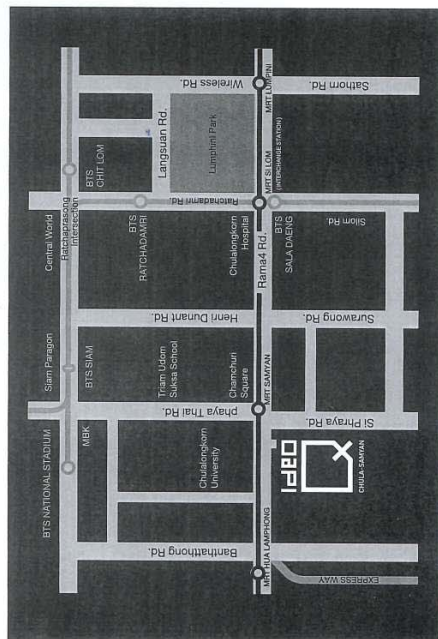 BTS NATIONAL STADIUM
MBK
Siam Paragon
BTS SIAM
Central World
Ratchaprasong
Intersection
BTS
CHIT LOM
Banthatthong Rd.
Chulalongkorn
University
phaya Thai Rd.
Triam Udom
Suksa School
Chamchuri
Square
Henri Dunant Rd.
BTS
RATCHADAMRI
Chulalongkorn
Hospital
Ratchadamri Rd.
Langsuan Rd.
Lumphini Park
Wireless Rd.
MRT HUA LAMPHONG
MRT SAMYAN
Rama4 Rd.
MRT SILOM
(INTERCHANGE STATION)
MRT LUMPINI
EXPRESS WAY
ideo Q
CHULA-SAMYAN
Si Phraya Rd.
Surawong Rd.
BTS
SALA DAENG
Silom Rd.
Sathorn Rd.